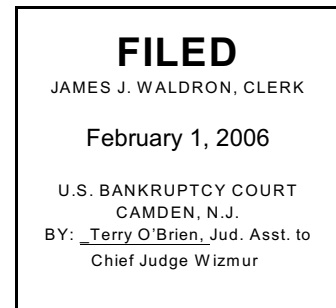 FILED
JAMES J. WALDRON, CLERK
February 1, 2006
U.S. BANKRUPTCY COURT
CAMDEN, N.J.
BY: _Terry O'Brien, Jud. Asst. to
Chief Judge Wizmur